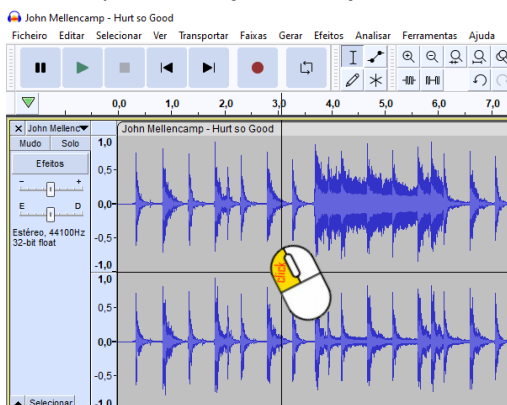 John Mellencamp - Hurt so Good
Ficheiro Editar Selecionar Ver Transportar Faixas Gerar Efeitos Analisar Ferramentas Ajuda
0,0 1,0 2,0 3,0 4,0 5,0 6,0 7,0
John Mellenc John Mellencamp - Hurt so Good
Mudo Solo
Efeitos
- +
E D
Estéreo, 44100Hz
32-bit float
1,0
0,5
0,0
-0,5
-1,0
click
1,0
0,5
0,0
-0,5
-1,0
Selecionar